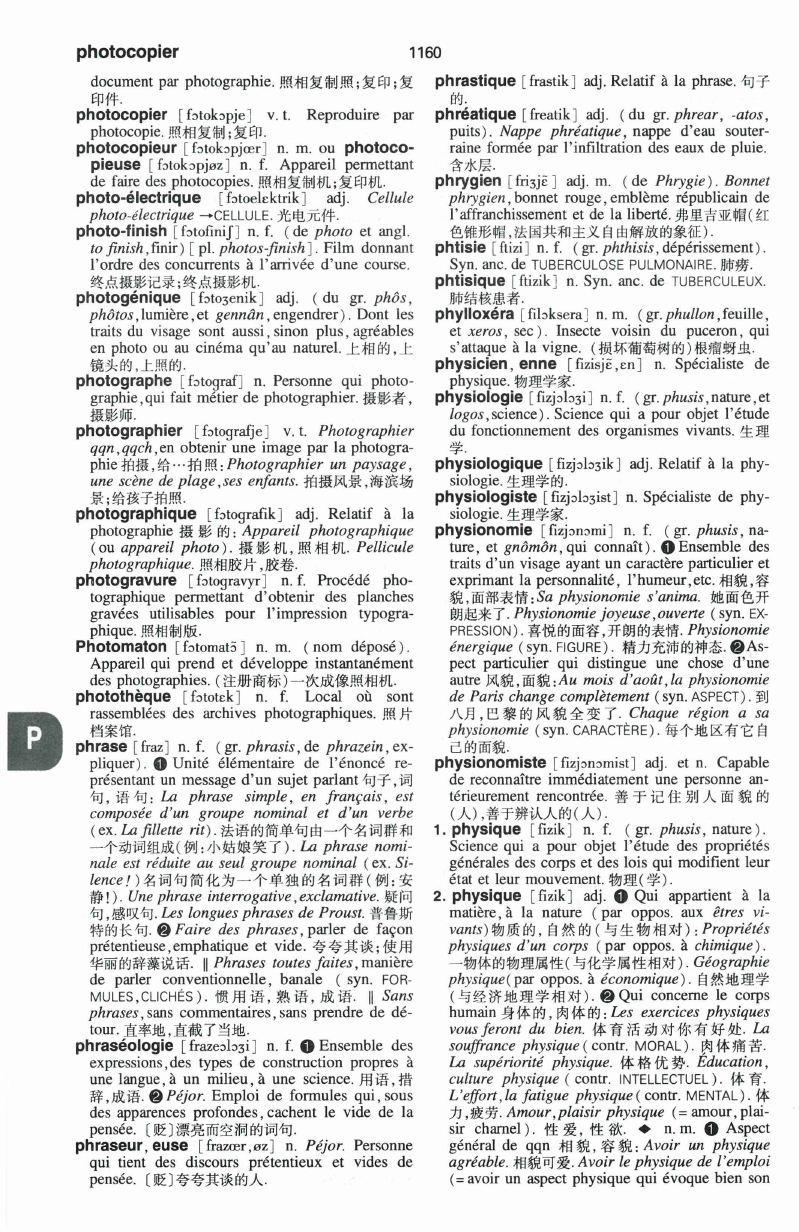 photocopier
1160
document par photographie. 照相复制照;复印;复
印件.
photocopier [fɔtokɔpje] v. t. Reproduire par
photocopie. 照相复制;复印.
photocopieur [fɔtokɔpjœr] n. m. ou photoco-
pieuse [fɔtokɔpjøz] n. f. Appareil permettant
de faire des photocopies. 照相复制机;复印机.
photo-électrique [fɔtoelɛktrik] adj. Cellule
photo-électrique →CELLULE. 光电元件.
photo-finish [fɔtofiniʃ] n. f. (de photo et angl.
to finish,finir) [pl. photos-finish]. Film donnant
l'ordre des concurrents à l'arrivée d'une course.
终点摄影记录;终点摄影机.
photogénique [fɔtoʒenik] adj. (du gr. phôs,
phôtos,lumière,et gennân,engendrer). Dont les
traits du visage sont aussi,sinon plus,agréables
en photo ou au cinéma qu'au naturel. 上相的,上
镜头的,上照的.
photographe [fɔtograf] n. Personne qui photo-
graphie,qui fait métier de photographier. 摄影者,
摄影师.
photographier [fɔtografje] v. t. Photographier
qqn,qqch,en obtenir une image par la photogra-
phie 拍摄,给…拍照:Photographier un paysage,
une scène de plage,ses enfants. 拍摄风景,海滨场
景;给孩子拍照.
photographique [fɔtografik] adj. Relatif à la
photographie 摄影的: Appareil photographique
(ou appareil photo). 摄影机,照相机. Pellicule
photographique. 照相胶片,胶卷.
photogravure [fɔtogravyr] n. f. Procédé pho-
tographique permettant d'obtenir des planches
gravées utilisables pour l'impression typogra-
phique. 照相制版.
Photomaton [fɔtomatɔ̃] n. m. (nom déposé).
Appareil qui prend et développe instantanément
des photographies. (注册商标)一次成像照相机.
photothèque [fɔtotɛk] n. f. Local où sont
rassemblées des archives photographiques. 照片
档案馆.
phrase [fraz] n. f. (gr. phrasis,de phrazein,ex-
pliquer). ❶ Unité élémentaire de l'énoncé re-
présentant un message d'un sujet parlant 句子,词
句,语句: La phrase simple, en français, est
composée d'un groupe nominal et d'un verbe
(ex. La fillette rit). 法语的简单句由一个名词群和
一个动词组成(例:小姑娘笑了). La phrase nomi-
nale est réduite au seul groupe nominal (ex. Si-
lence!)名词句简化为一个单独的名词群(例:安
静!). Une phrase interrogative,exclamative. 疑问
句,感叹句. Les longues phrases de Proust. 普鲁斯
特的长句. ❷ Faire des phrases,parler de façon
prétentieuse,emphatique et vide. 夸夸其谈;使用
华丽的辞藻说话. ‖ Phrases toutes faites,manière
de parler conventionnelle, banale (syn. FOR-
MULES,CLICHÉS). 惯用语,熟语,成语. ‖ Sans
phrases,sans commentaires,sans prendre de dé-
tour. 直率地,直截了当地.
phraséologie [frazeɔlɔʒi] n. f. ❶ Ensemble des
expressions,des types de construction propres à
une langue,à un milieu,à une science. 用语,措
辞,成语. ❷ Péjor. Emploi de formules qui,sous
des apparences profondes,cachent le vide de la
pensée. 〔贬〕漂亮而空洞的词句.
phraseur, euse [frazœr,øz] n. Péjor. Personne
qui tient des discours prétentieux et vides de
pensée. 〔贬〕夸夸其谈的人.
P
phrastique [frastik] adj. Relatif à la phrase. 句子
的.
phréatique [freatik] adj. (du gr. phrear, -atos,
puits). Nappe phréatique, nappe d'eau souter-
raine formée par l'infiltration des eaux de pluie.
含水层.
phrygien [friʒjɛ̃] adj. m. (de Phrygie). Bonnet
phrygien,bonnet rouge,emblème républicain de
l'affranchissement et de la liberté. 弗里吉亚帽(红
色锥形帽,法国共和主义自由解放的象征).
phtisie [ftizi] n. f. (gr. phthisis,dépérissement).
Syn. anc. de TUBERCULOSE PULMONAIRE. 肺痨.
phtisique [ftizik] n. Syn. anc. de TUBERCULEUX.
肺结核患者.
phylloxéra [filɔksera] n. m. (gr. phullon,feuille,
et xeros, sec). Insecte voisin du puceron, qui
s'attaque à la vigne. (损坏葡萄树的)根瘤蚜虫.
physicien, enne [fizisjɛ̃,ɛn] n. Spécialiste de
physique. 物理学家.
physiologie [fizjɔlɔʒi] n. f. (gr. phusis,nature,et
logos,science). Science qui a pour objet l'étude
du fonctionnement des organismes vivants. 生理
学.
physiologique [fizjɔlɔʒik] adj. Relatif à la phy-
siologie. 生理学的.
physiologiste [fizjɔlɔʒist] n. Spécialiste de phy-
siologie. 生理学家.
physionomie [fizjɔnɔmi] n. f. (gr. phusis, na-
ture, et gnômôn,qui connaît). ❶ Ensemble des
traits d'un visage ayant un caractère particulier et
exprimant la personnalité, l'humeur,etc. 相貌,容
貌,面部表情:Sa physionomie s'anima. 她面色开
朗起来了. Physionomie joyeuse,ouverte (syn. EX-
PRESSION). 喜悦的面容,开朗的表情. Physionomie
énergique (syn. FIGURE). 精力充沛的神态. ❷As-
pect particulier qui distingue une chose d'une
autre 风貌,面貌:Au mois d'août,la physionomie
de Paris change complètement (syn. ASPECT). 到
八月,巴黎的风貌全变了. Chaque région a sa
physionomie (syn. CARACTÈRE). 每个地区有它自
己的面貌.
physionomiste [fizjɔnɔmist] adj. et n. Capable
de reconnaître immédiatement une personne an-
térieurement rencontrée. 善于记住别人面貌的
(人),善于辨认人的(人).
1. physique [fizik] n. f. (gr. phusis, nature).
Science qui a pour objet l'étude des propriétés
générales des corps et des lois qui modifient leur
état et leur mouvement. 物理(学).
2. physique [fizik] adj. ❶ Qui appartient à la
matière,à la nature (par oppos. aux êtres vi-
vants)物质的,自然的(与生物相对):Propriétés
physiques d'un corps (par oppos. à chimique).
一物体的物理属性(与化学属性相对). Géographie
physique(par oppos. à économique). 自然地理学
(与经济地理学相对). ❷ Qui concerne le corps
humain 身体的,肉体的:Les exercices physiques
vous feront du bien. 体育活动对你有好处. La
souffrance physique (contr. MORAL). 肉体痛苦.
La supériorité physique. 体格优势. Éducation,
culture physique (contr. INTELLECTUEL). 体育.
L'effort,la fatigue physique (contr. MENTAL). 体
力,疲劳. Amour,plaisir physique (= amour,plai-
sir charnel). 性爱,性欲. ◆ n. m. ❶ Aspect
général de qqn 相貌,容貌: Avoir un physique
agréable. 相貌可爱. Avoir le physique de l'emploi
(= avoir un aspect physique qui évoque bien son